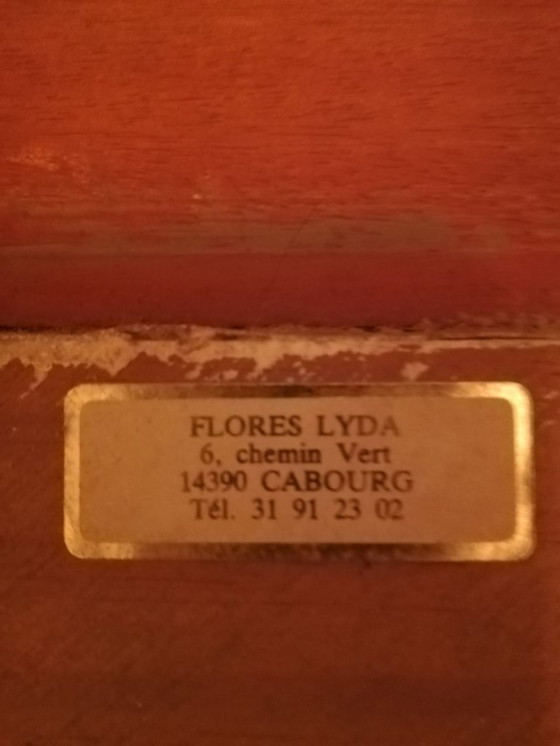 FLORES LYDA
6, chemin Vert
14390 CABOURG
Tél. 31 91 23 02